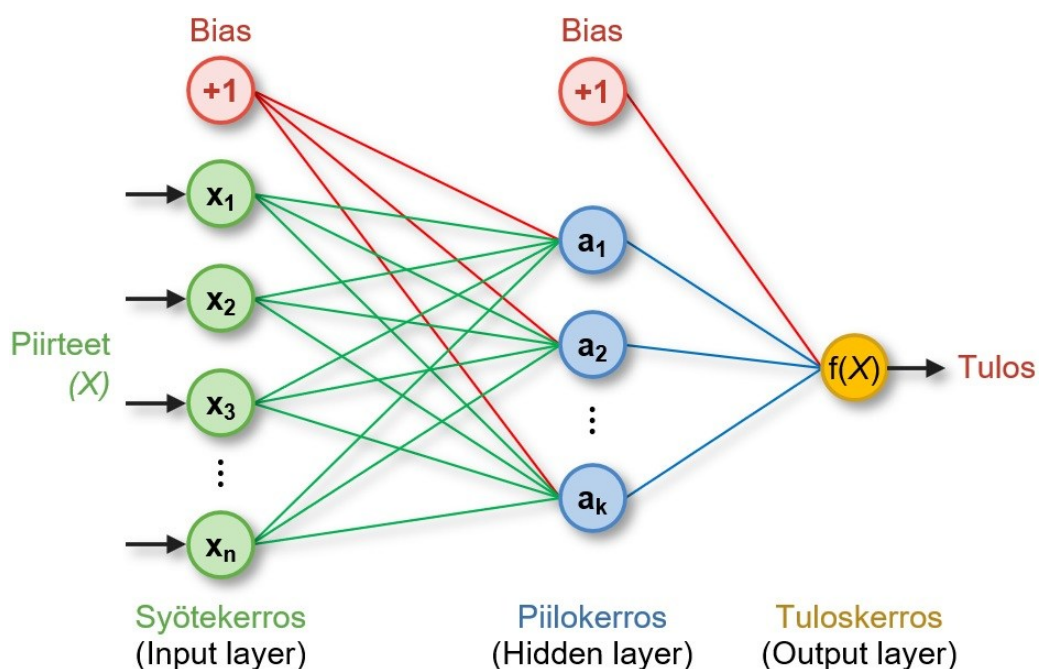 Bias
Bias
+1
+1
x₁
x₂
x₃
⋮
xₙ
Piirteet
(X)
a₁
a₂
⋮
aₖ
f(X)
Tulos
Syötekerros
(Input layer)
Piilokerros
(Hidden layer)
Tuloskerros
(Output layer)